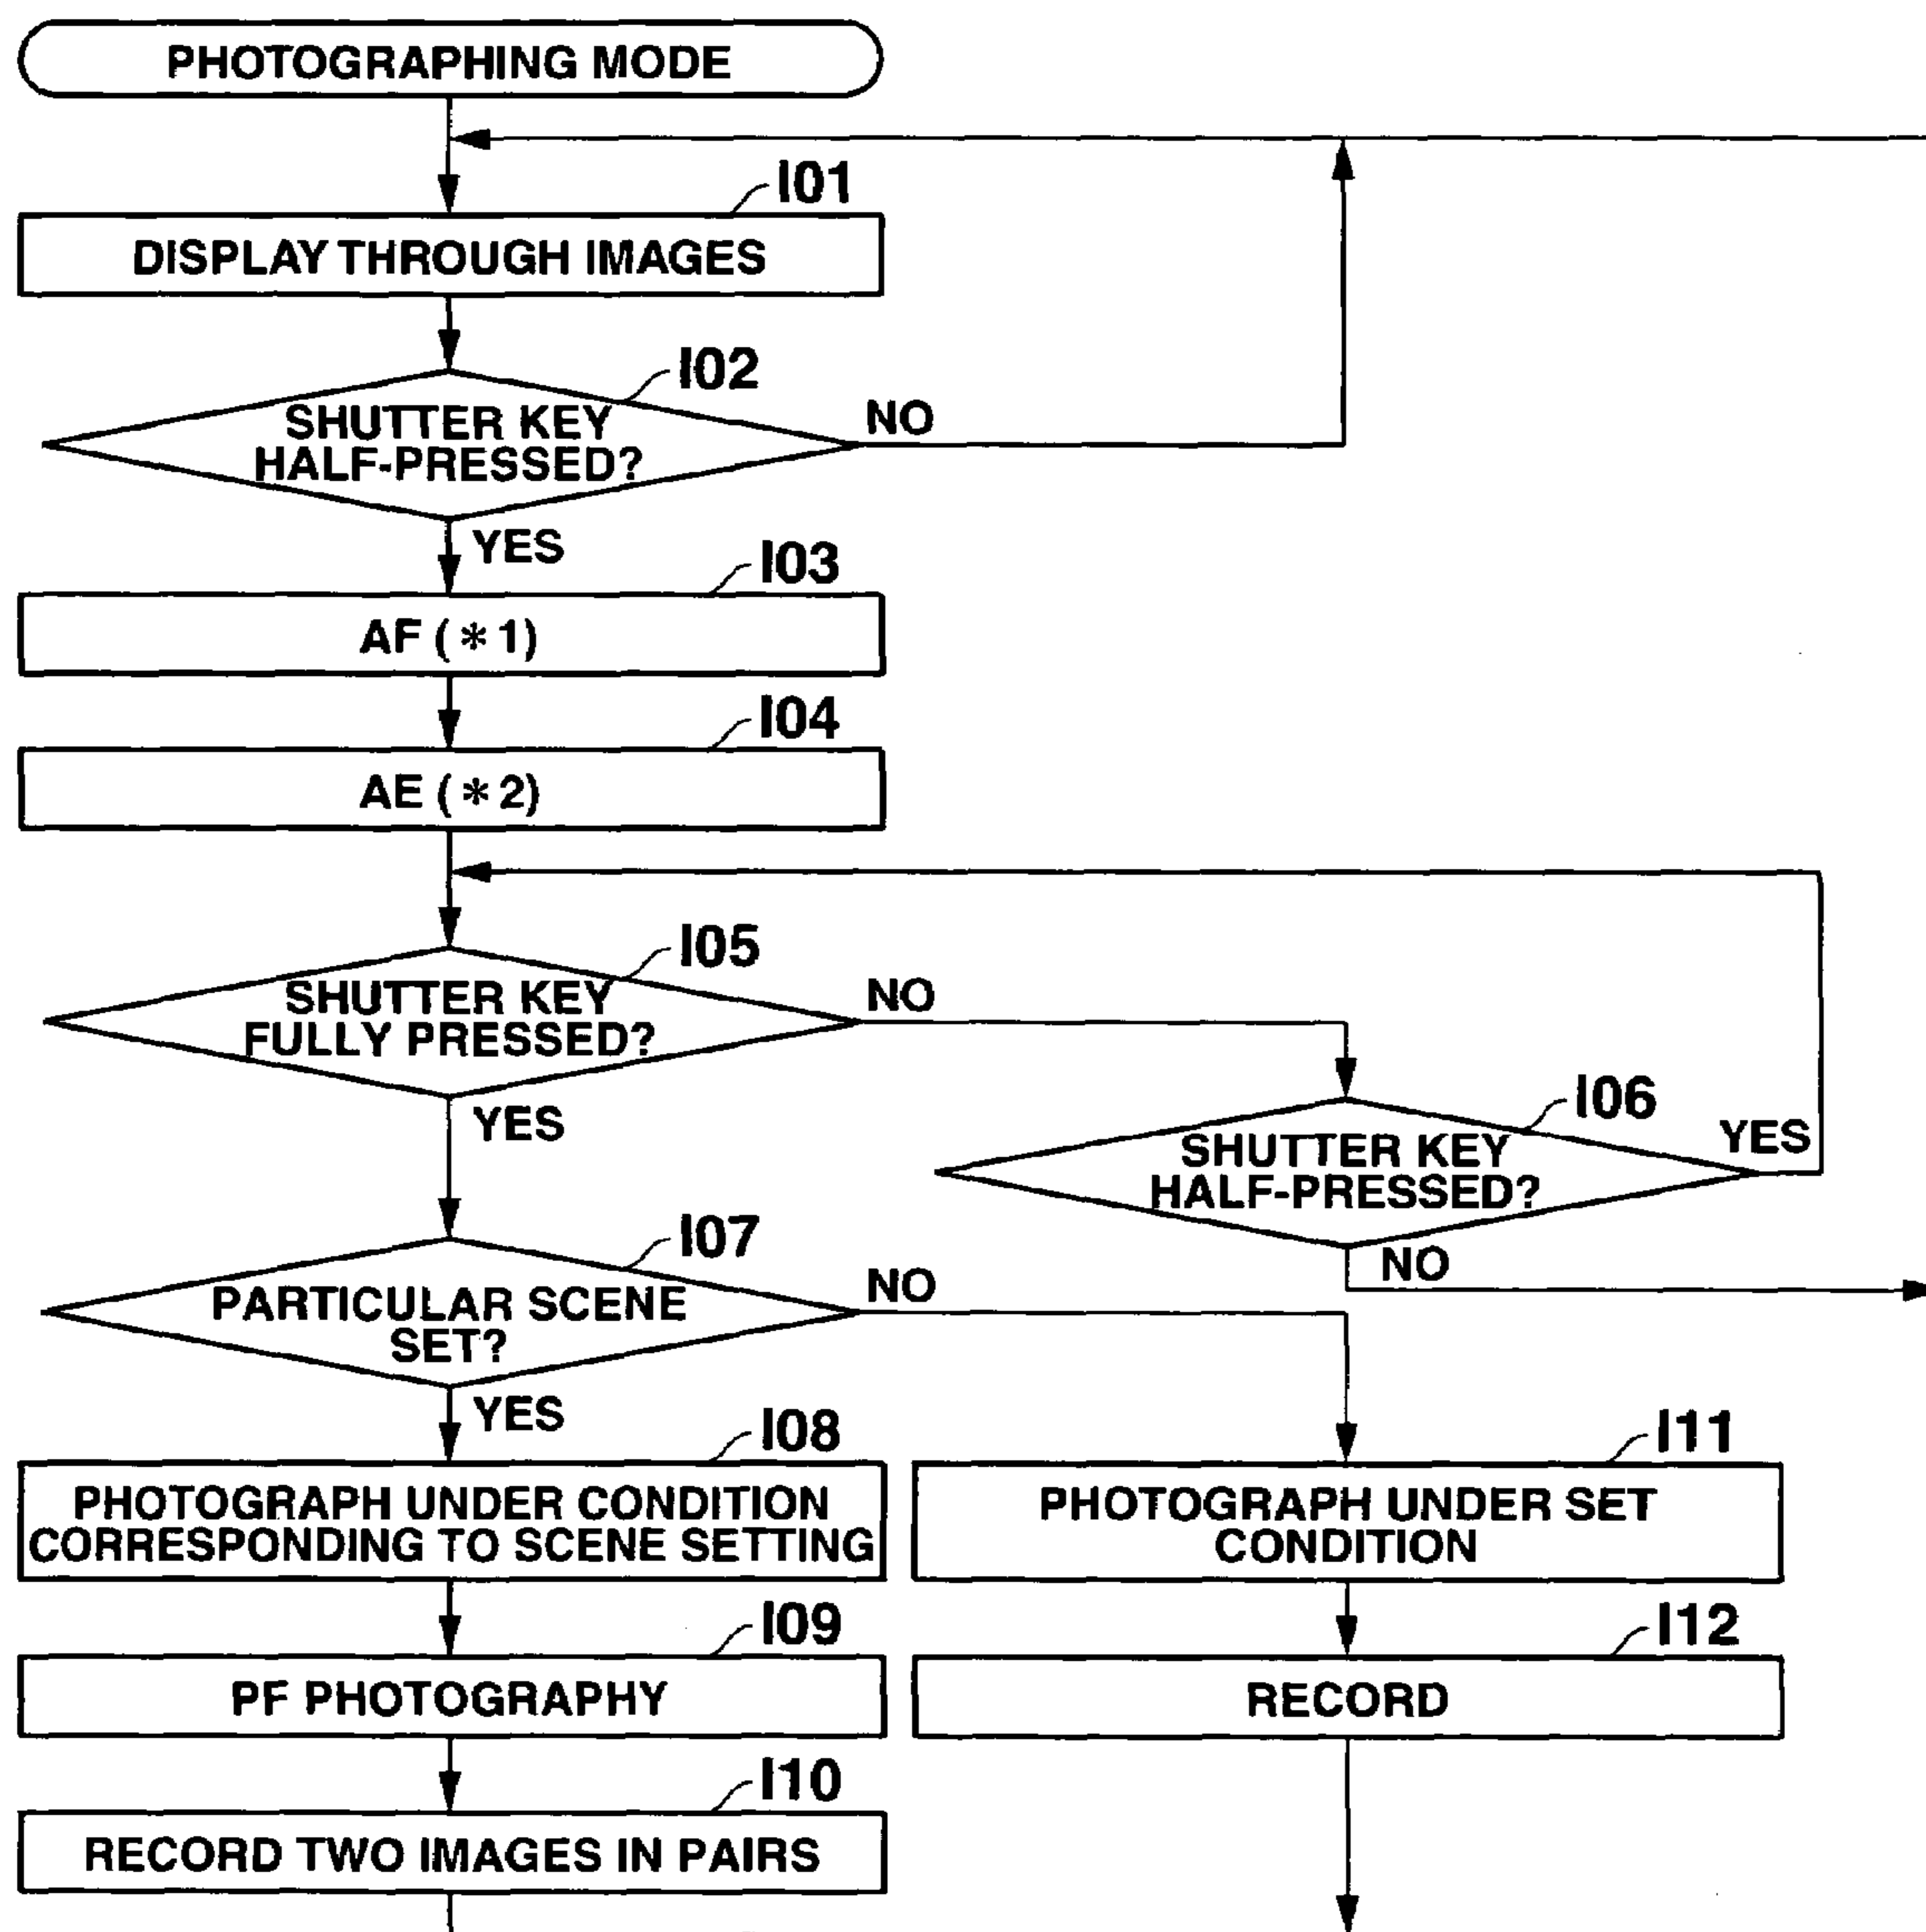 PHOTOGRAPHING MODE
I01
DISPLAY THROUGH IMAGES
I02
SHUTTER KEY
HALF-PRESSED?
NO
YES
I03
AF (*1)
I04
AE (*2)
I05
SHUTTER KEY
FULLY PRESSED?
NO
YES
I06
SHUTTER KEY
HALF-PRESSED?
YES
NO
I07
PARTICULAR SCENE
SET?
NO
YES
I08
PHOTOGRAPH UNDER CONDITION
CORRESPONDING TO SCENE SETTING
I11
PHOTOGRAPH UNDER SET
CONDITION
I09
PF PHOTOGRAPHY
I12
RECORD
I10
RECORD TWO IMAGES IN PAIRS